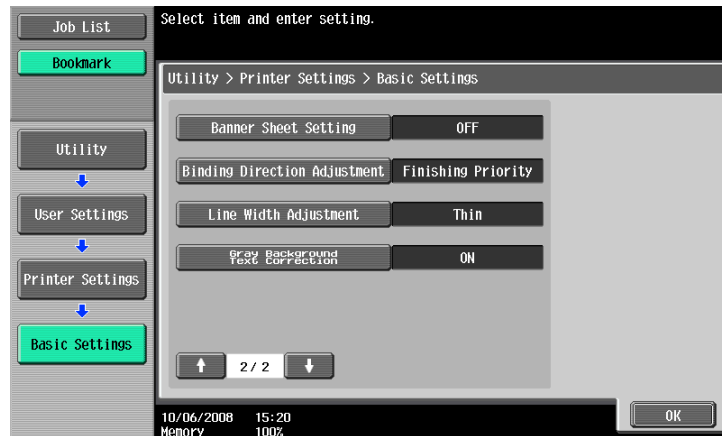 Job List
Bookmark
Select item and enter setting.
Utility > Printer Settings > Basic Settings
Utility
User Settings
Printer Settings
Basic Settings
Banner Sheet Setting
OFF
Binding Direction Adjustment
Finishing Priority
Line Width Adjustment
Thin
Gray Background
Text Correction
ON
2/ 2
10/06/2008 15:20
Memory 100%
OK